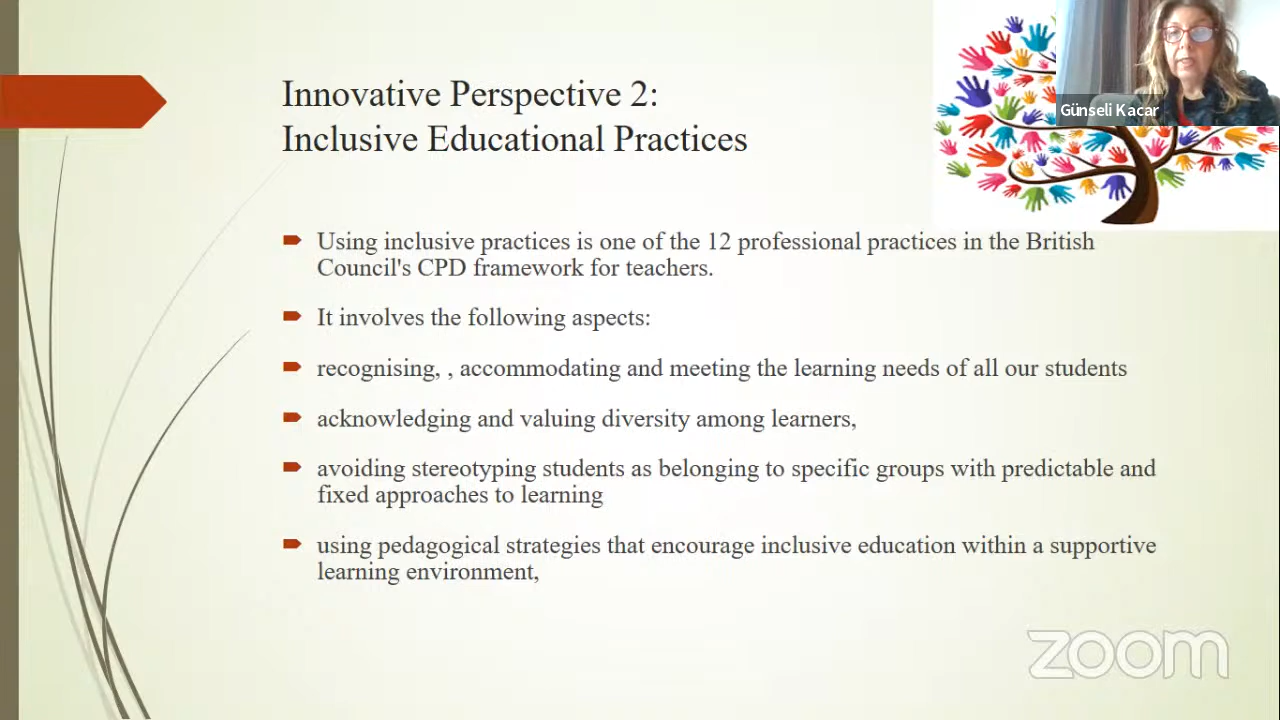 Innovative Perspective 2:
Inclusive Educational Practices
Günseli Kacar
Using inclusive practices is one of the 12 professional practices in the British
Council's CPD framework for teachers.
It involves the following aspects:
recognising, , accommodating and meeting the learning needs of all our students
acknowledging and valuing diversity among learners,
avoiding stereotyping students as belonging to specific groups with predictable and
fixed approaches to learning
using pedagogical strategies that encourage inclusive education within a supportive
learning environment,
zoom